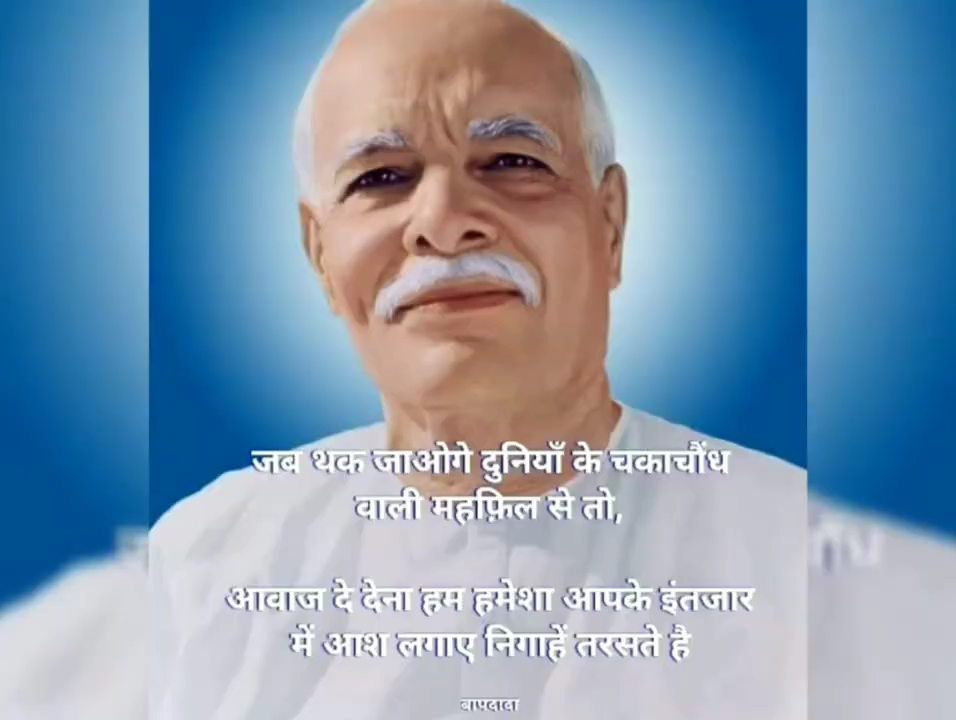 जब थक जाओगे दुनियाँ के चकाचौंध
वाली महफ़िल से तो,
आवाज दे देना हम हमेशा आपके इंतजार
में आश लगाए निगाहें तरसते है
बापदादा